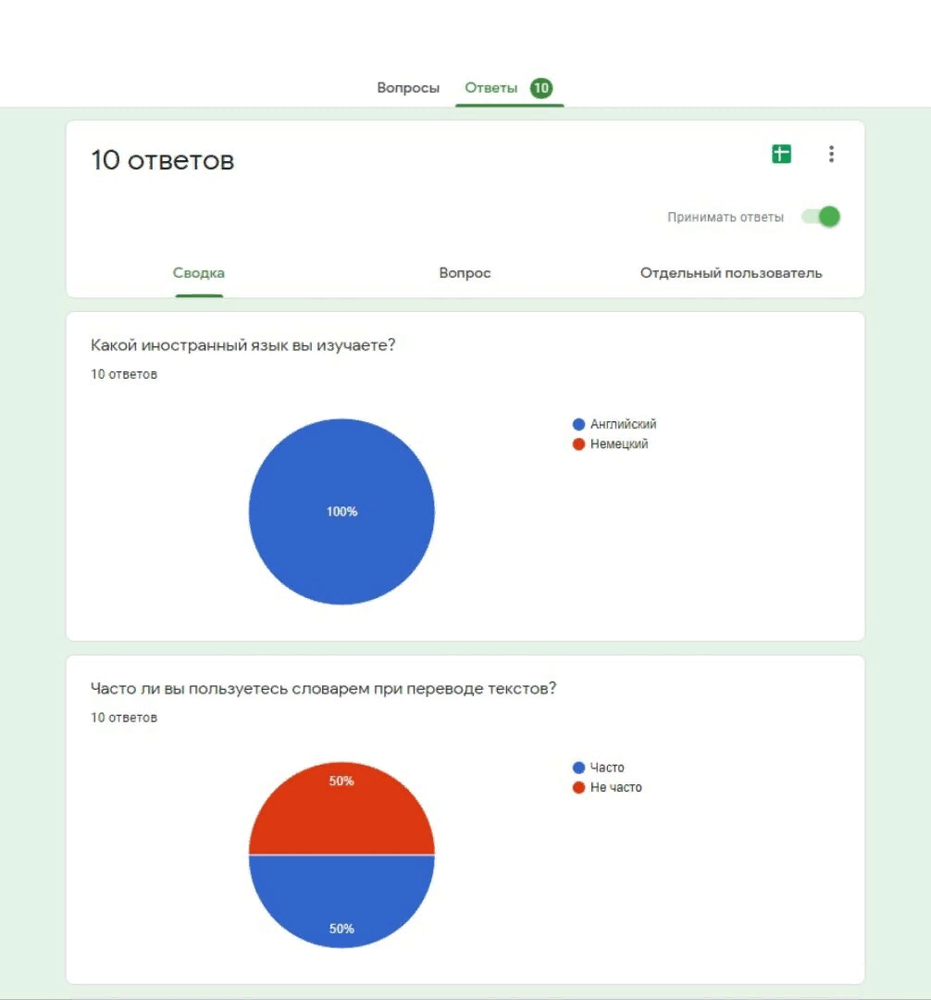 Вопросы Ответы 10
10 ответов
Принимать ответы
Сводка Вопрос Отдельный пользователь
Какой иностранный язык вы изучаете?
10 ответов
Английский
Немецкий
100%
Часто ли вы пользуетесь словарем при переводе текстов?
10 ответов
Часто
Не часто
50%
50%